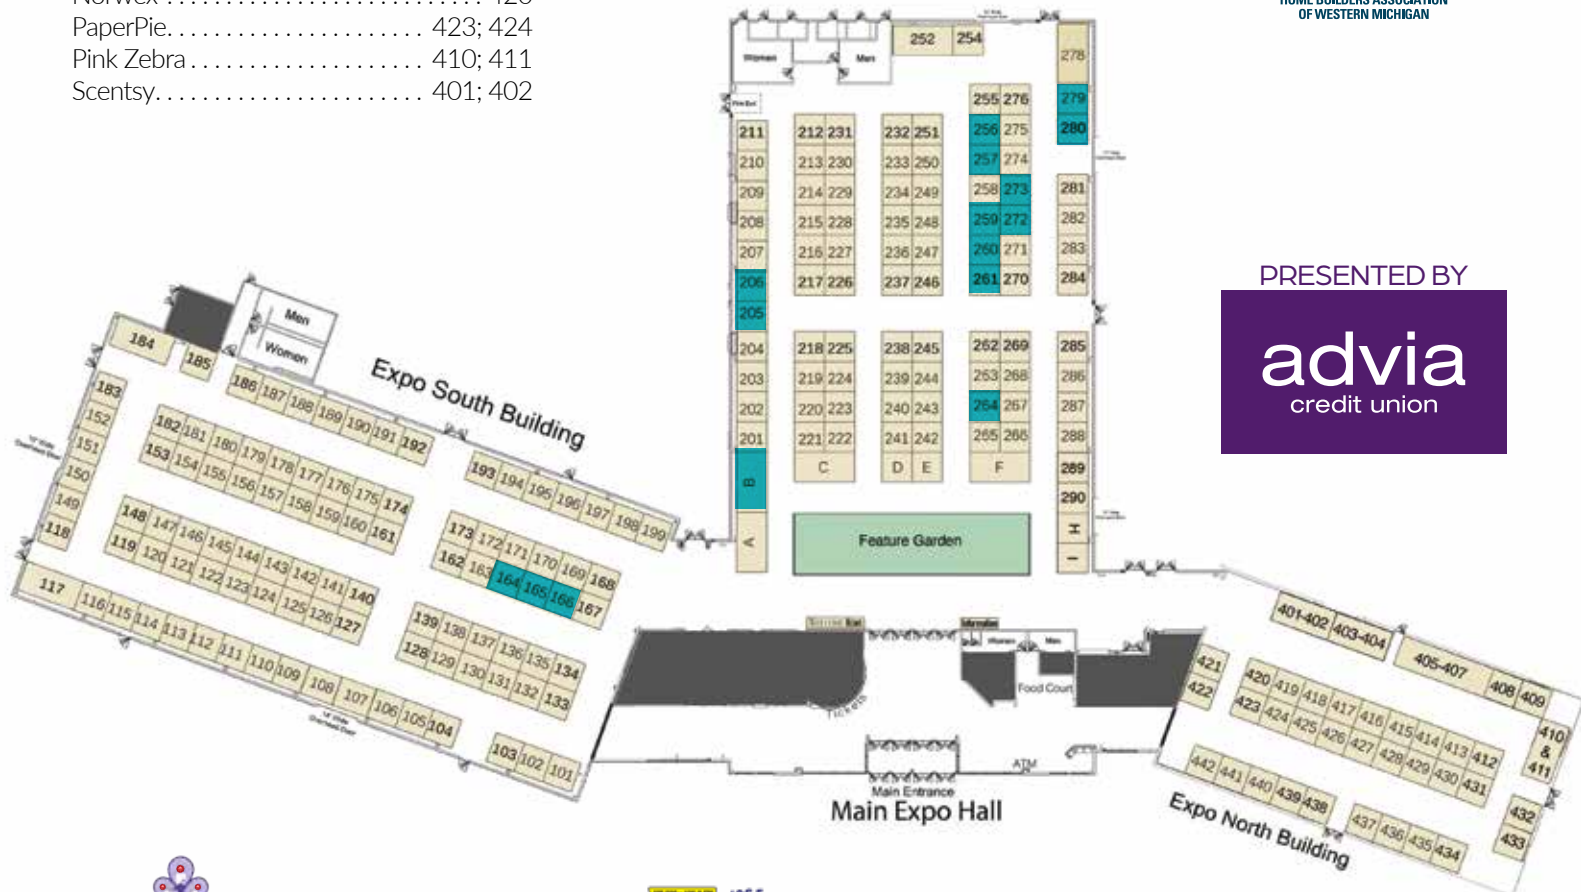 PaperPie. . . . . . . . . . . . . . . . . . . . . . 423; 424
Pink Zebra . . . . . . . . . . . . . . . . . . . . 410; 411
Scentsy. . . . . . . . . . . . . . . . . . . . . . . 401; 402
HOME BUILDERS ASSOCIATION
OF WESTERN MICHIGAN
PRESENTED BY
advia
credit union
Women
Men
252 254
278
279
280
255 276
256 275
257 274
258 273
259 272
260 271
261 270
211
210
209
208
207
206
205
204
203
202
201
B
A
212 231
213 230
214 229
215 228
216 227
217 226
218 225
219 224
220 223
221 222
C
232 251
233 250
234 249
235 248
236 247
237 246
238 245
239 244
240 243
241 242
D E
262 269
263 268
264 267
265 266
F
281
282
283
284
285
286
287
288
289
290
H
I
Feature Garden
Men
Women
Expo South Building
184
185
186 187 188 189 190 191 192
193 194 195 196 197 198 199
183
152
151
150
149
118
182 181 180 179 178 177 176 175 174
153 154 155 156 157 158 159 160 161
148 147 146 145 144 143 142 141 140
119 120 121 122 123 124 125 126 127
173 172 171 170 169 168
162 163 164 165 166 167
139 138 137 136 135 134
128 129 130 131 132 133
117 116 115 114 113 112 111 110 109 108 107 106 105 104
103 102 101
Information
Women
Men
Food Court
Tickets
ATM
Main Entrance
Main Expo Hall
401-402 403-404
405-407 408 409
410
&
411
421
422
420 419 418 417 416 415 414 413 412
423 424 425 426 427 428 429 430 431
442 441 440 439 438
437 436 435 434
432
433
Expo North Building